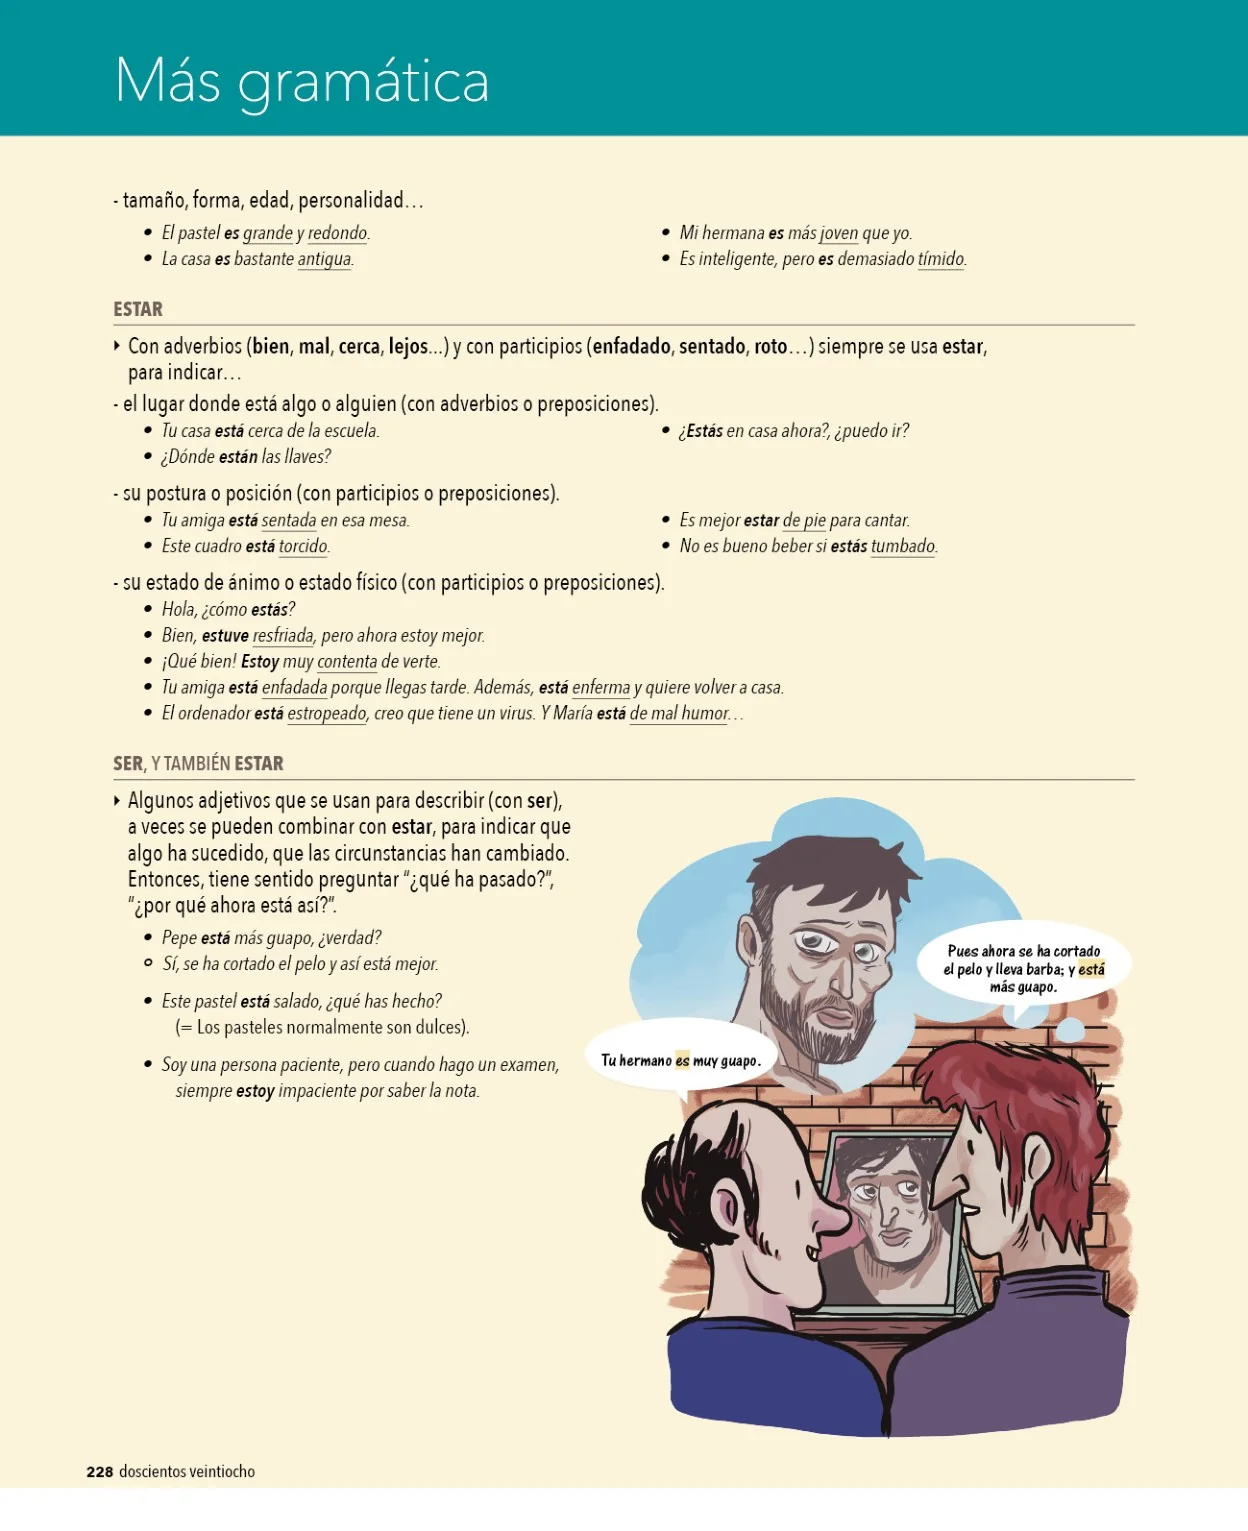 Más gramática
- tamaño, forma, edad, personalidad…
• El pastel es grande y redondo.
• La casa es bastante antigua.
• Mi hermana es más joven que yo.
• Es inteligente, pero es demasiado tímido.
ESTAR
▸ Con adverbios (bien, mal, cerca, lejos...) y con participios (enfadado, sentado, roto…) siempre se usa estar,
para indicar…
- el lugar donde está algo o alguien (con adverbios o preposiciones).
• Tu casa está cerca de la escuela.
• ¿Dónde están las llaves?
• ¿Estás en casa ahora?, ¿puedo ir?
- su postura o posición (con participios o preposiciones).
• Tu amiga está sentada en esa mesa.
• Este cuadro está torcido.
• Es mejor estar de pie para cantar.
• No es bueno beber si estás tumbado.
- su estado de ánimo o estado físico (con participios o preposiciones).
• Hola, ¿cómo estás?
• Bien, estuve resfriada, pero ahora estoy mejor.
• ¡Qué bien! Estoy muy contenta de verte.
• Tu amiga está enfadada porque llegas tarde. Además, está enferma y quiere volver a casa.
• El ordenador está estropeado, creo que tiene un virus. Y María está de mal humor…
SER, Y TAMBIÉN ESTAR
▸ Algunos adjetivos que se usan para describir (con ser),
a veces se pueden combinar con estar, para indicar que
algo ha sucedido, que las circunstancias han cambiado.
Entonces, tiene sentido preguntar "¿qué ha pasado?",
"¿por qué ahora está así?".
• Pepe está más guapo, ¿verdad?
○ Sí, se ha cortado el pelo y así está mejor.
• Este pastel está salado, ¿qué has hecho?
(= Los pasteles normalmente son dulces).
• Soy una persona paciente, pero cuando hago un examen,
siempre estoy impaciente por saber la nota.
Pues ahora se ha cortado
el pelo y lleva barba; y está
más guapo.
Tu hermano es muy guapo.
228 doscientos veintiocho